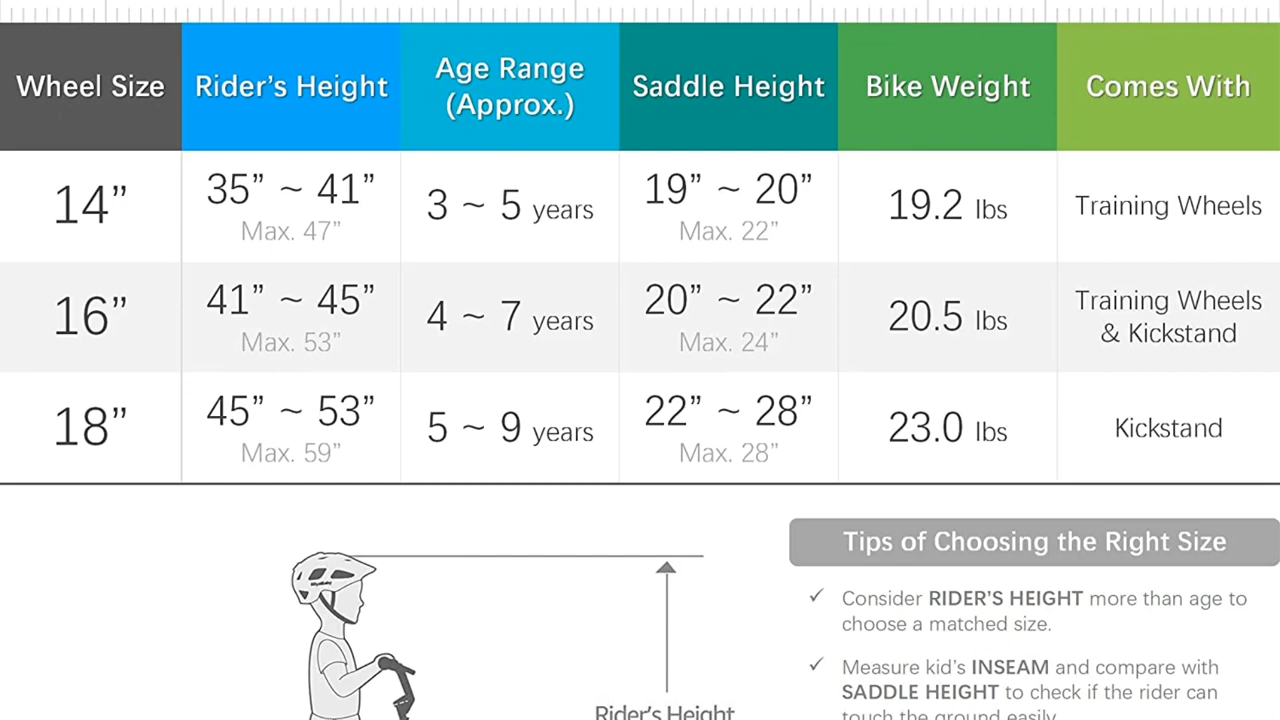 Wheel Size Rider’s Height Age Range (Approx.) Saddle Height Bike Weight Comes With
14” 35” ~ 41” Max. 47” 3 ~ 5 years 19” ~ 20” Max. 22” 19.2 lbs Training Wheels
16” 41” ~ 45” Max. 53” 4 ~ 7 years 20” ~ 22” Max. 24” 20.5 lbs Training Wheels & Kickstand
18” 45” ~ 53” Max. 59” 5 ~ 9 years 22” ~ 28” Max. 28” 23.0 lbs Kickstand
Tips of Choosing the Right Size
✓ Consider RIDER’S HEIGHT more than age to
choose a matched size.
✓ Measure kid’s INSEAM and compare with
SADDLE HEIGHT to check if the rider can
touch the ground easily.
Rider’s Height